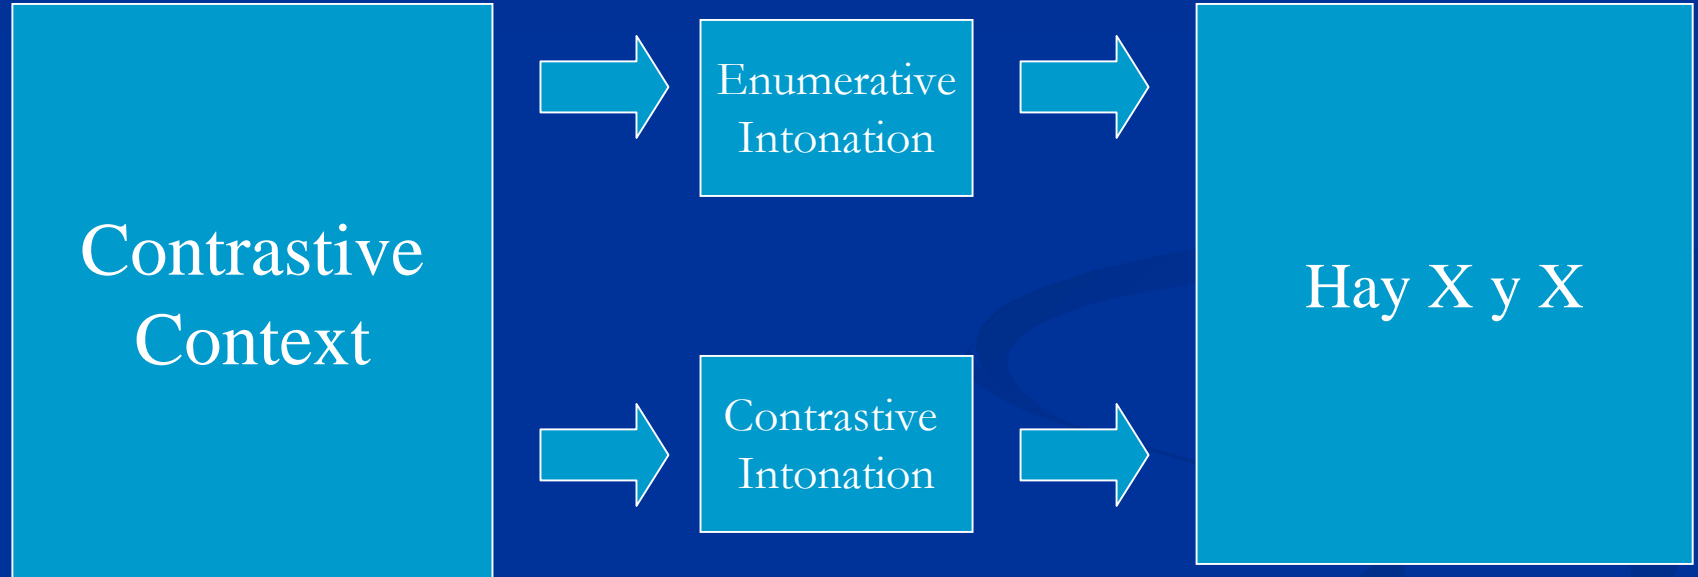 Contrastive
Context
Enumerative
Intonation
Contrastive
Intonation
Hay X y X